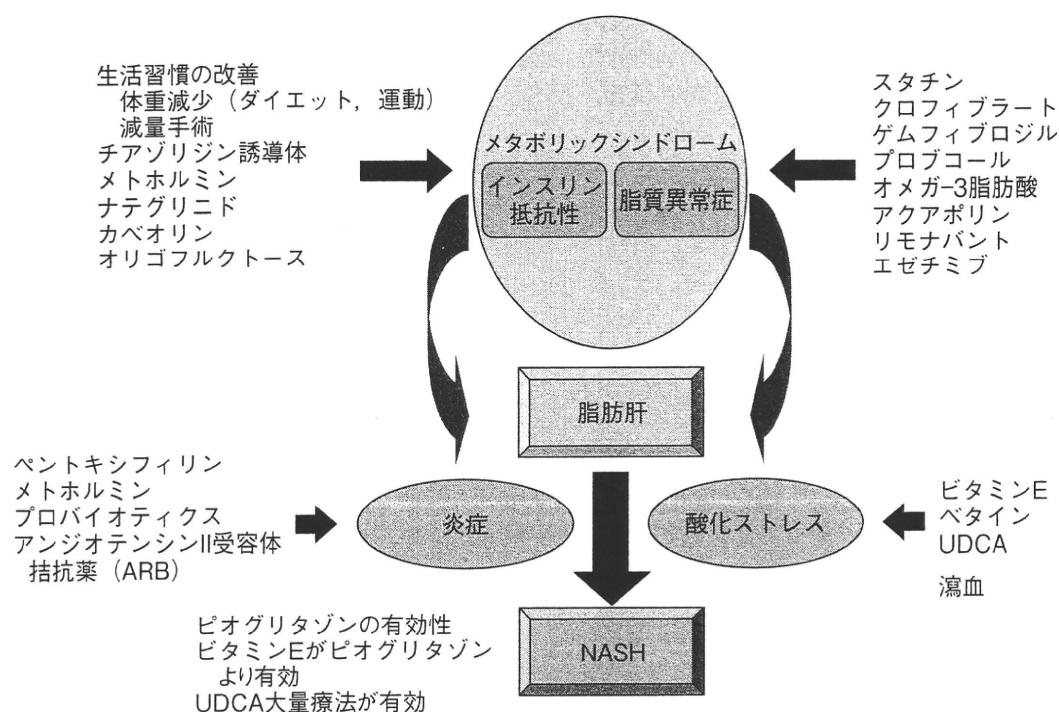 生活習慣の改善
体重減少（ダイエット，運動）
減量手術
チアゾリジン誘導体
メトホルミン
ナテグリニド
カベオリン
オリゴフルクトース
メタボリックシンドローム
インスリン
抵抗性
脂質異常症
スタチン
クロフィブラート
ゲムフィブロジル
プロブコール
オメガ-3脂肪酸
アクアポリン
リモナバント
エゼチミブ
脂肪肝
ペントキシフィリン
メトホルミン
プロバイオティクス
アンジオテンシンII受容体
拮抗薬（ARB）
炎症
酸化ストレス
ビタミンE
ベタイン
UDCA
瀉血
ピオグリタゾンの有効性
ビタミンEがピオグリタゾン
より有効
UDCA大量療法が有効
NASH